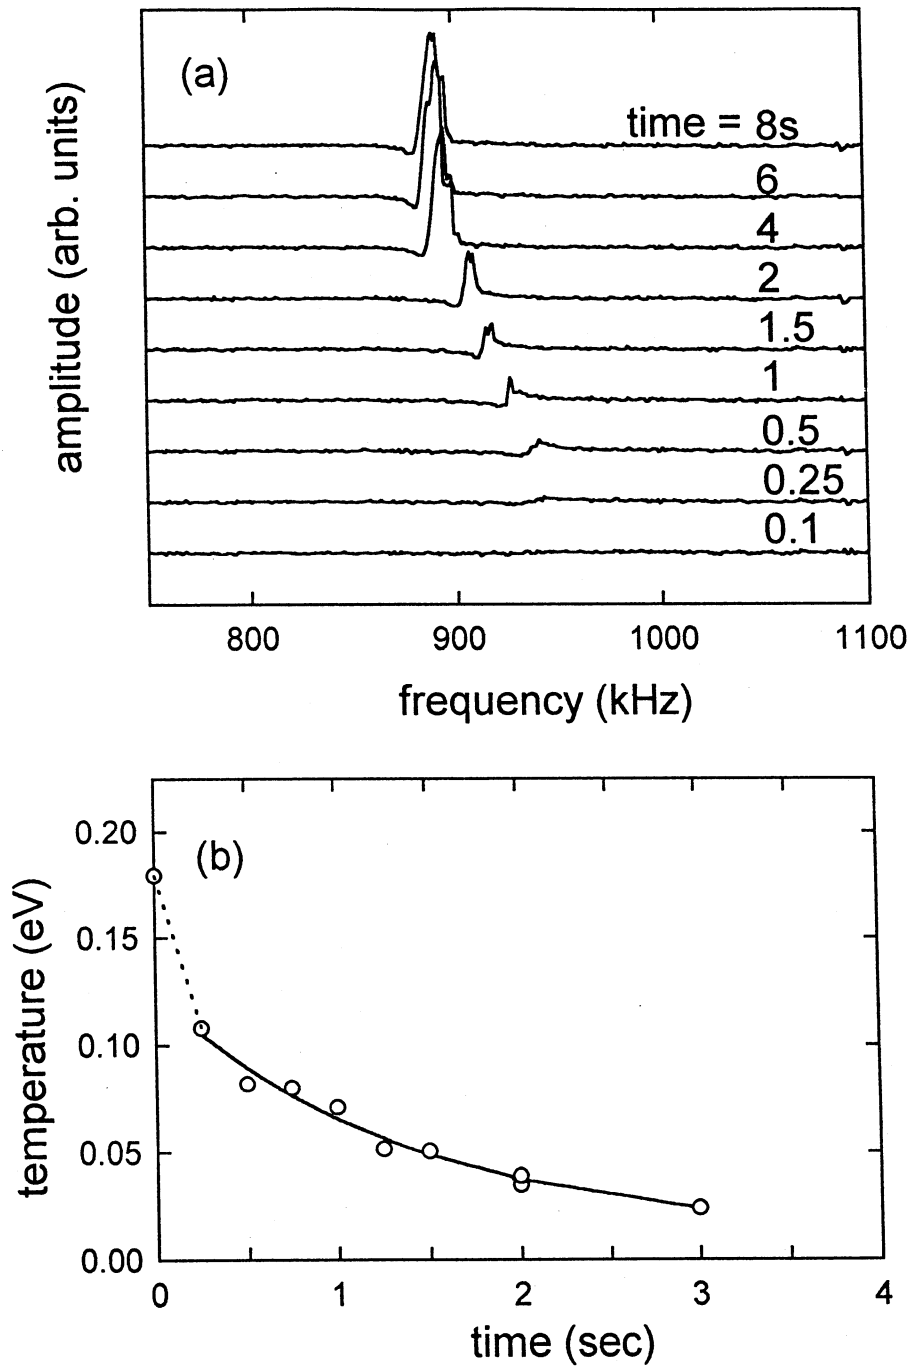 (a)
time = 8s
6
4
2
1.5
1
0.5
0.25
0.1
amplitude (arb. units)
800 900 1000 1100
frequency (kHz)
(b)
0.20
0.15
0.10
0.05
0.00
temperature (eV)
0 1 2 3 4
time (sec)